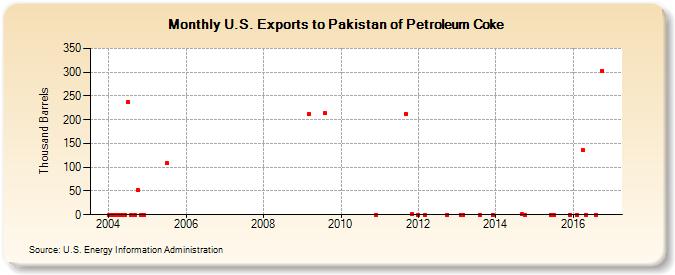 Monthly U.S. Exports to Pakistan of Petroleum Coke
Thousand Barrels
350
300
250
200
150
100
50
0
2004 2006 2008 2010 2012 2014 2016
Source: U.S. Energy Information Administration